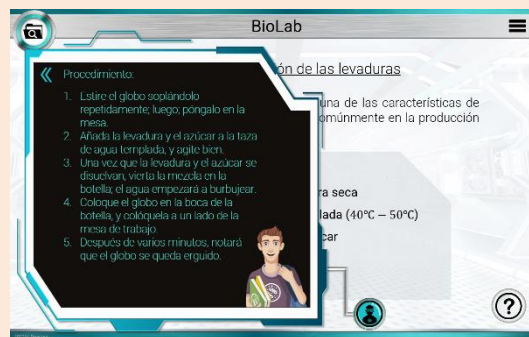 BioLab
ón de las levaduras
una de las características de
omúnmente en la producción
ra seca
lada (40°C – 50°C)
car
Procedimiento:
1. Estire el globo soplándolo
repetidamente; luego; póngalo en la
mesa.
2. Añada la levadura y el azúcar a la taza
de agua templada, y agite bien.
3. Una vez que la levadura y el azúcar se
disuelvan, vierta la mezcla en la
botella; el agua empezará a burbujear.
4. Coloque el globo en la boca de la
botella, y colóquela a un lado de la
mesa de trabajo.
5. Después de varios minutos, notará
que el globo se queda erguido.
?